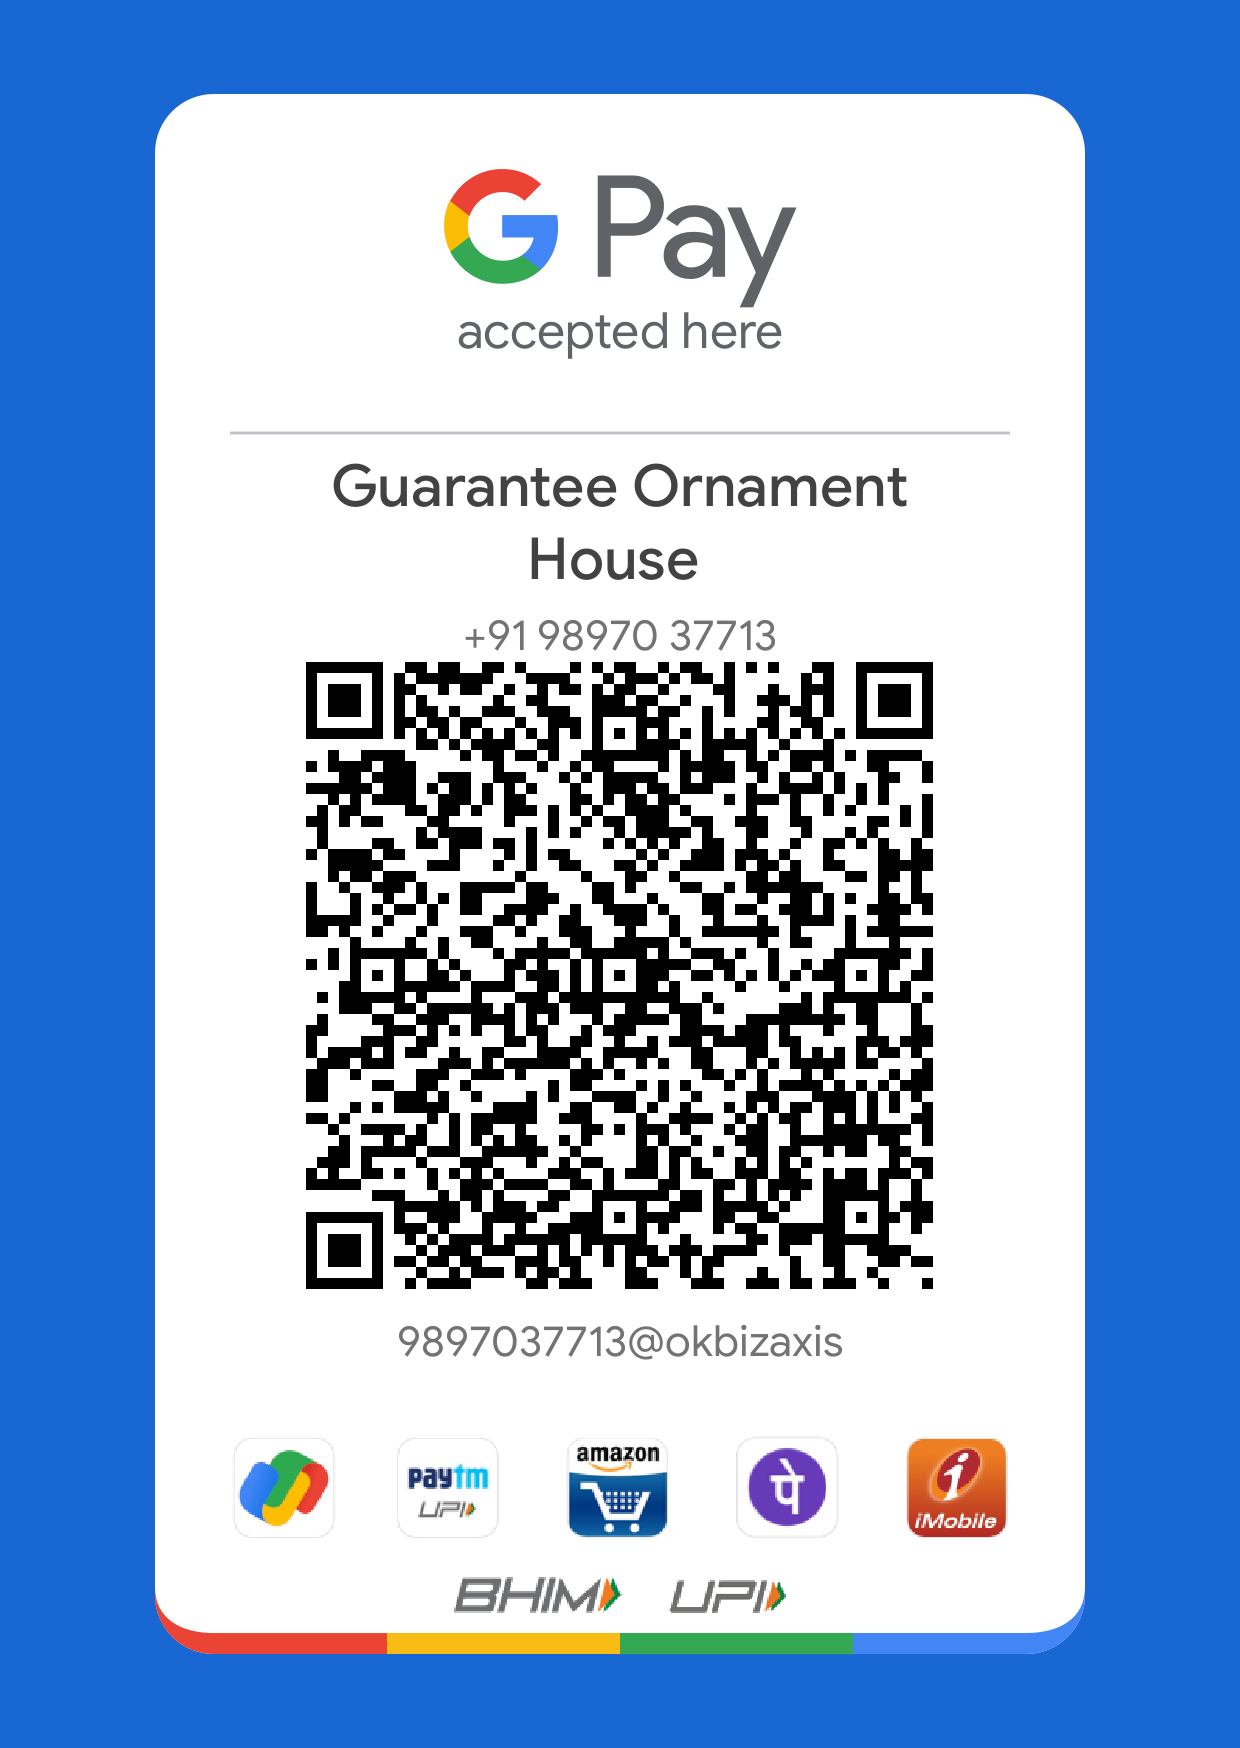 G Pay
accepted here
Guarantee Ornament
House
+91 98970 37713
9897037713@okbizaxis
paytm
UPI
amazon
पे
i
iMobile
BHIM UPI